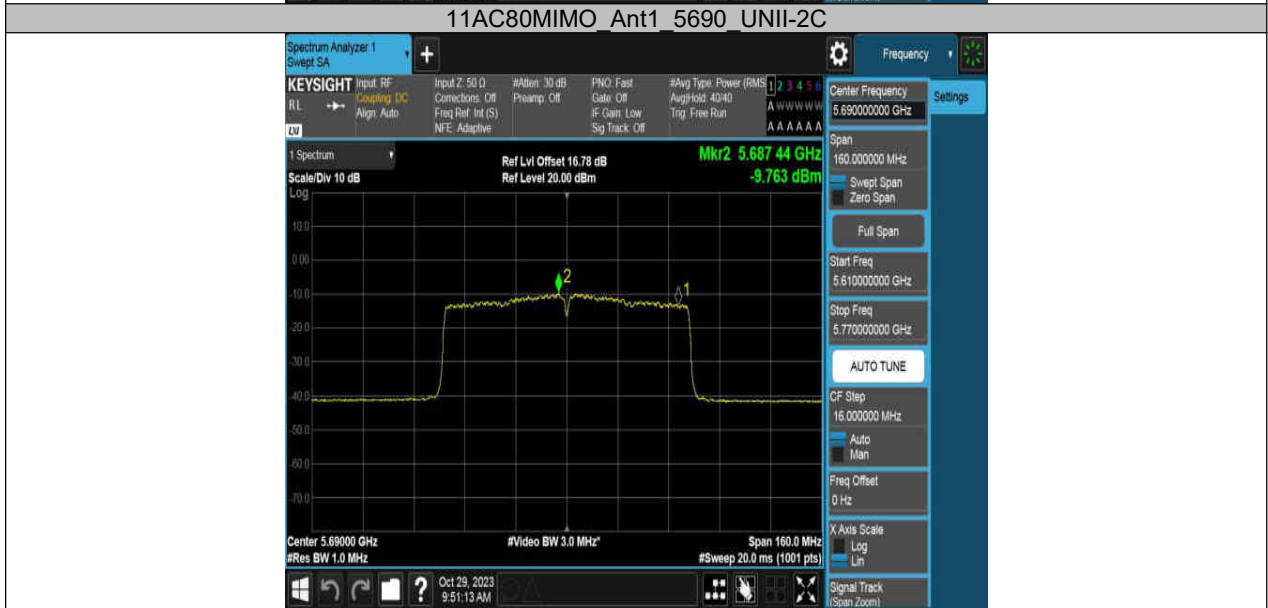 11AC80MIMO_Ant1_5690_UNII-2C
Spectrum Analyzer 1
Swept SA
+
Frequency
KEYSIGHT
RL
LXI
Input: RF
Coupling: DC
Align: Auto
Input Z: 50 Ω
Corrections: Off
Freq Ref: Int (S)
NFE: Adaptive
#Atten: 30 dB
Preamp: Off
PNO: Fast
Gate: Off
IF Gain: Low
Sig Track: Off
#Avg Type: Power (RMS
Avg|Hold: 40/40
Trig: Free Run
1 2 3 4 5 6
A W W W W W
A A A A A A
1 Spectrum
Scale/Div 10 dB
Log
Ref Lvl Offset 16.78 dB
Ref Level 20.00 dBm
Mkr2 5.687 44 GHz
-9.763 dBm
10.0
0.00
-10.0
-20.0
-30.0
-40.0
-50.0
-60.0
-70.0
2
1
Center 5.69000 GHz
#Res BW 1.0 MHz
#Video BW 3.0 MHz*
Span 160.0 MHz
#Sweep 20.0 ms (1001 pts)
?
Oct 29, 2023
9:51:13 AM
Center Frequency
5.690000000 GHz
Settings
Span
160.000000 MHz
Swept Span
Zero Span
Full Span
Start Freq
5.610000000 GHz
Stop Freq
5.770000000 GHz
AUTO TUNE
CF Step
16.000000 MHz
Auto
Man
Freq Offset
0 Hz
X Axis Scale
Log
Lin
Signal Track
(Span Zoom)